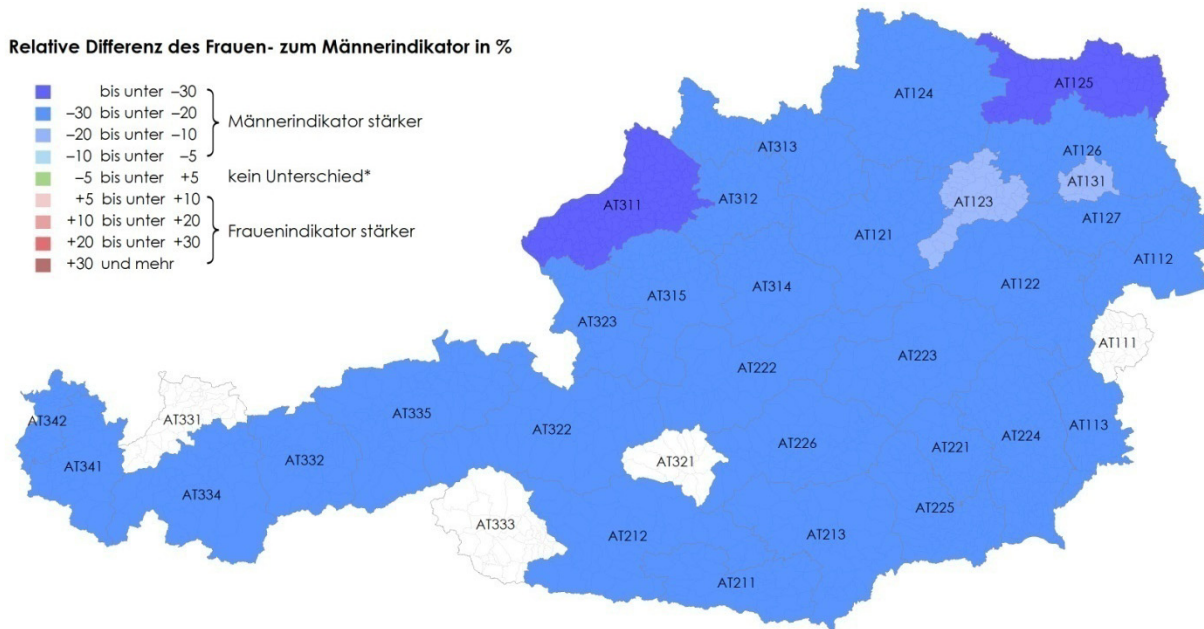 Relative Differenz des Frauen- zum Männerindikator in %
bis unter –30
–30 bis unter –20
–20 bis unter –10
–10 bis unter –5
Männerindikator stärker
–5 bis unter +5
kein Unterschied*
+5 bis unter +10
+10 bis unter +20
+20 bis unter +30
+30 und mehr
Frauenindikator stärker
AT125
AT124
AT313
AT126
AT131
AT123
AT312
AT311
AT127
AT121
AT112
AT122
AT314
AT315
AT323
AT111
AT223
AT222
AT335
AT331
AT342
AT322
AT113
AT224
AT226
AT221
AT332
AT321
AT341
AT334
AT225
AT333
AT212
AT213
AT211